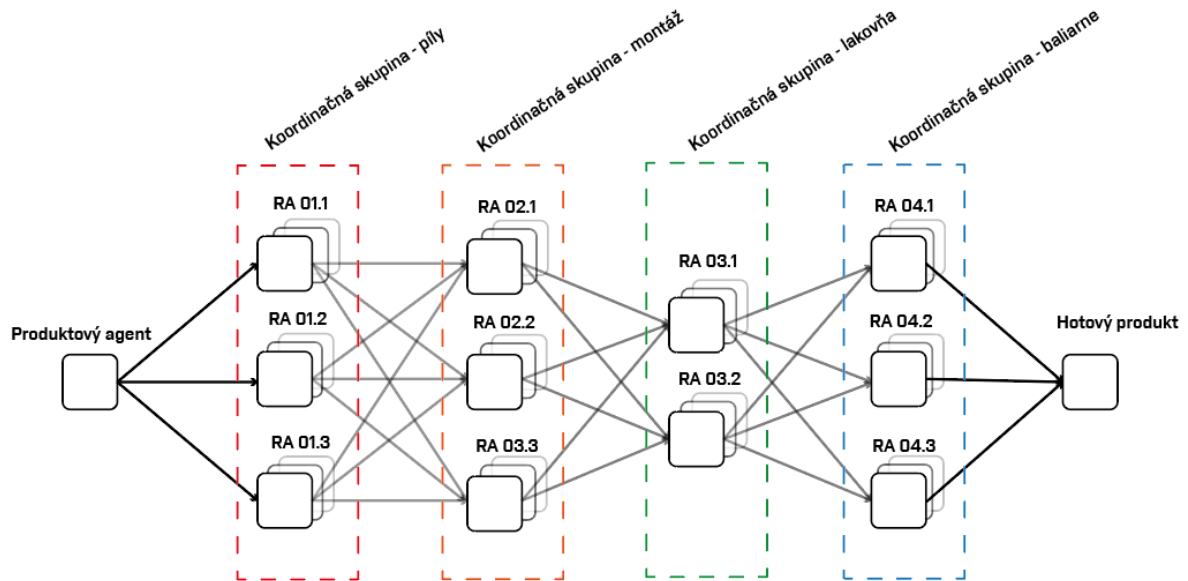 Koordinačná skupina - píly
Koordinačná skupina - montáž
Koordinačná skupina - lakovňa
Koordinačná skupina - baliarne
RA 01.1
RA 02.1
RA 04.1
RA 03.1
Produktový agent
RA 01.2
RA 02.2
RA 04.2
Hotový produkt
RA 03.2
RA 01.3
RA 03.3
RA 04.3